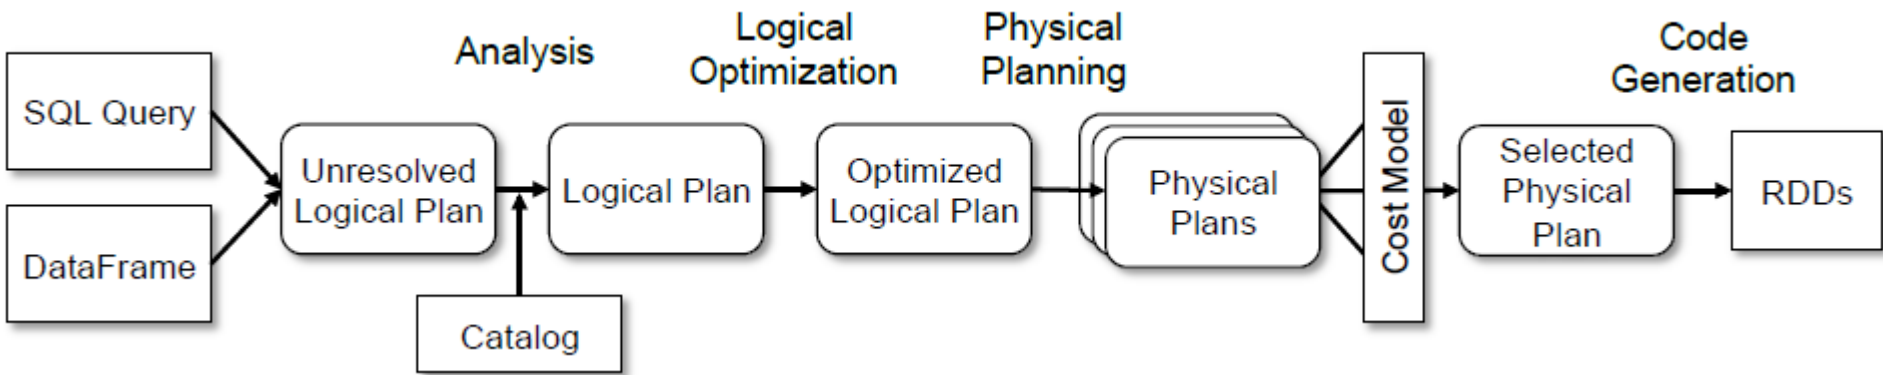 Analysis
Logical
Optimization
Physical
Planning
Code
Generation
SQL Query
DataFrame
Unresolved
Logical Plan
Catalog
Logical Plan
Optimized
Logical Plan
Physical
Plans
Cost Model
Selected
Physical
Plan
RDDs